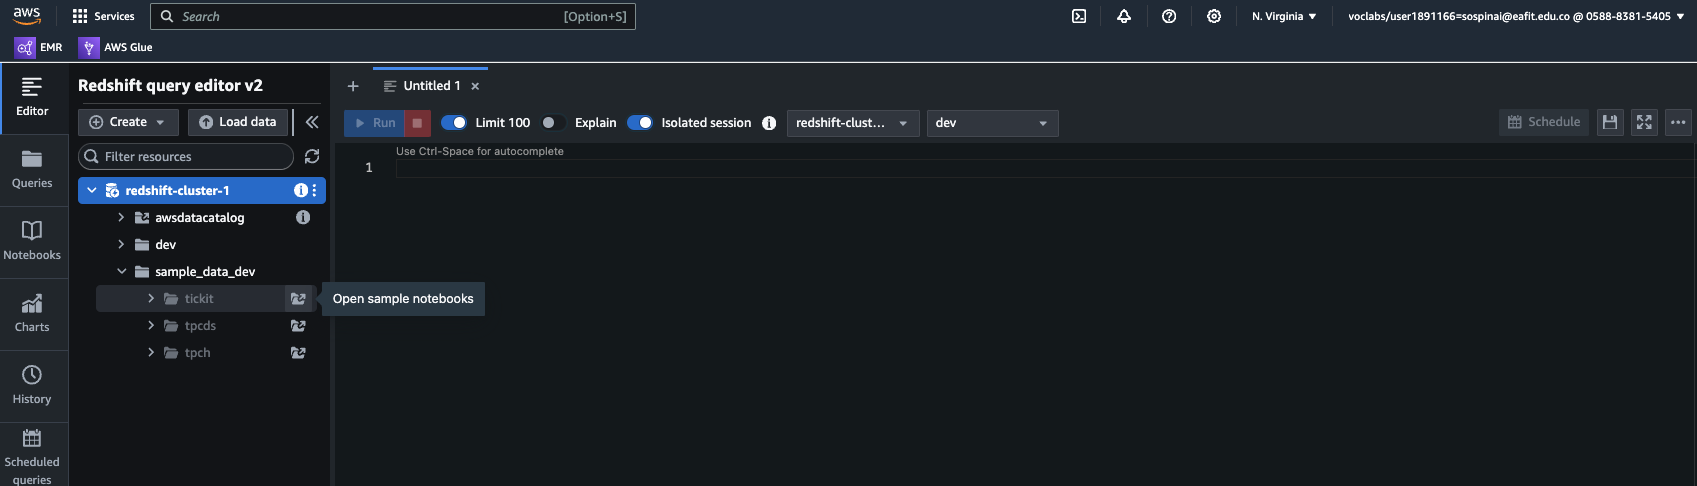 aws Services Search [Option+S] N. Virginia voclabs/user1891166=sospinai@eafit.edu.co @ 0588-8381-5405
EMR AWS Glue
Redshift query editor v2
Editor
Create
Load data
Filter resources
redshift-cluster-1
awsdatacatalog
dev
sample_data_dev
tickit
tpcds
tpch
Open sample notebooks
Queries
Notebooks
Charts
History
Scheduled
queries
Untitled 1
Run Limit 100 Explain Isolated session redshift-clust... dev Schedule
Use Ctrl-Space for autocomplete
1